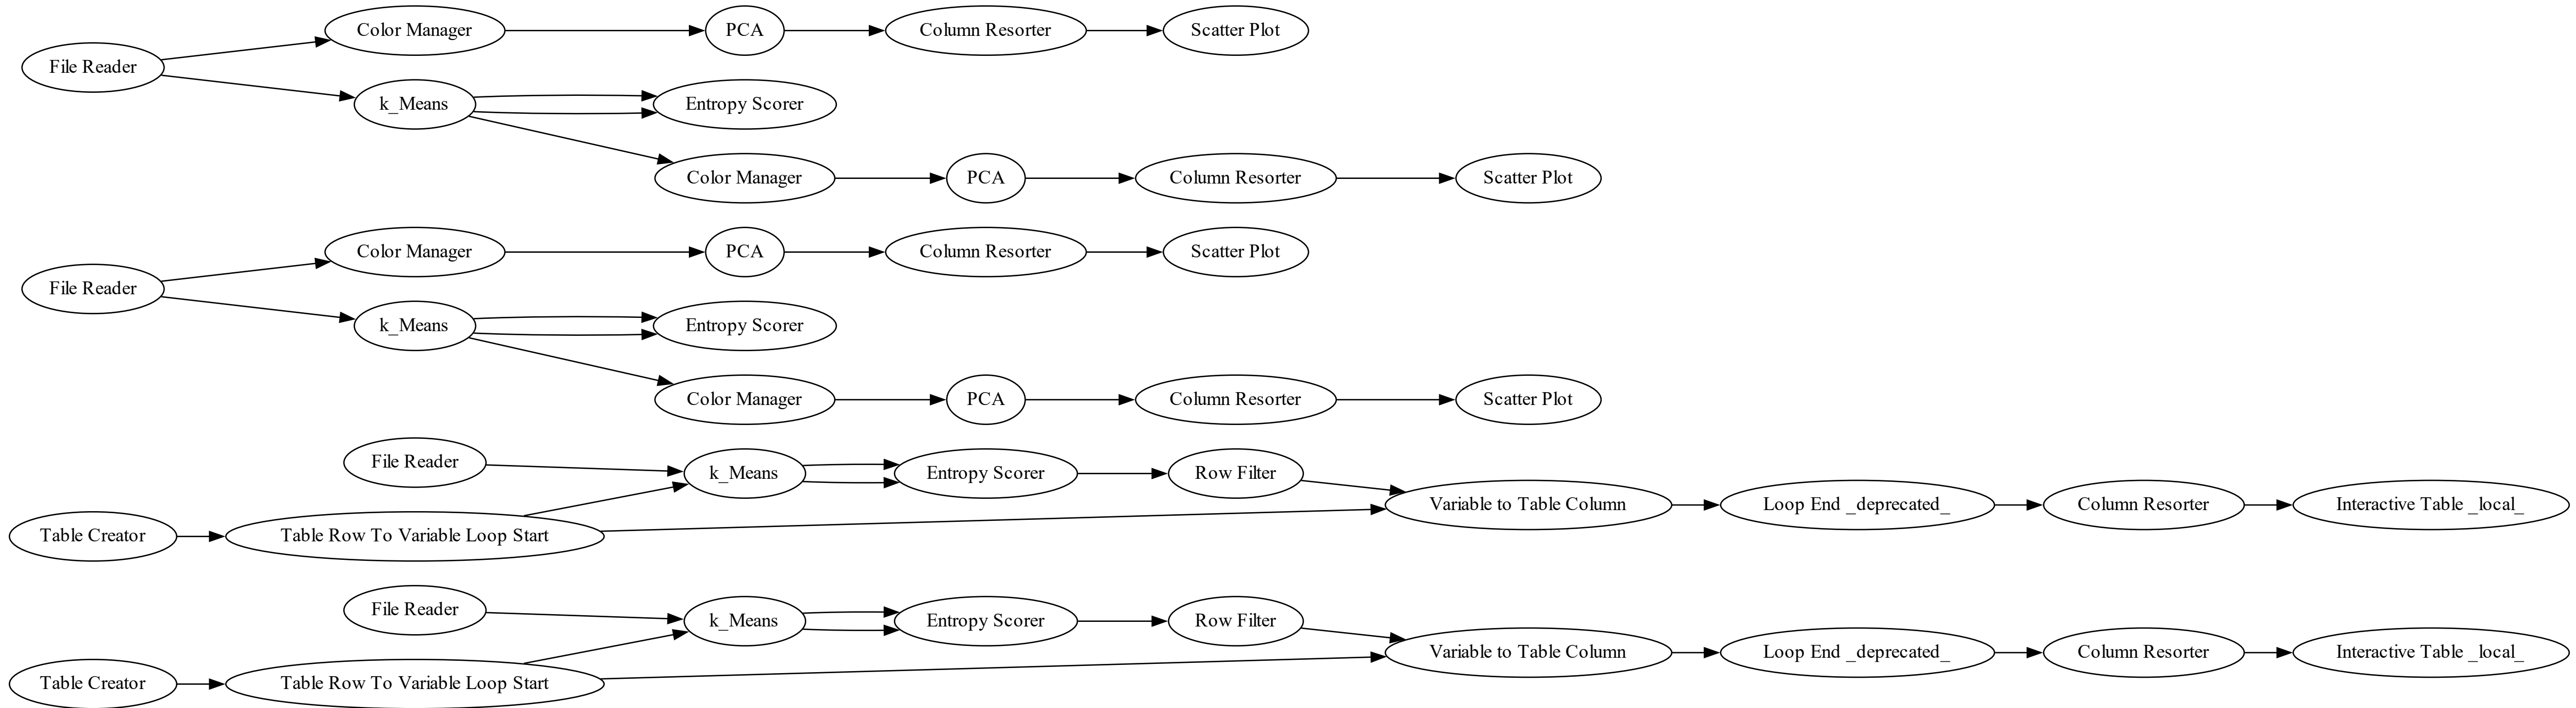 Color Manager
PCA
Column Resorter
Scatter Plot
File Reader
k_Means
Entropy Scorer
Color Manager
PCA
Column Resorter
Scatter Plot
Color Manager
PCA
Column Resorter
Scatter Plot
File Reader
k_Means
Entropy Scorer
Color Manager
PCA
Column Resorter
Scatter Plot
File Reader
k_Means
Entropy Scorer
Row Filter
Variable to Table Column
Loop End _deprecated_
Column Resorter
Interactive Table _local_
Table Creator
Table Row To Variable Loop Start
File Reader
k_Means
Entropy Scorer
Row Filter
Variable to Table Column
Loop End _deprecated_
Column Resorter
Interactive Table _local_
Table Creator
Table Row To Variable Loop Start